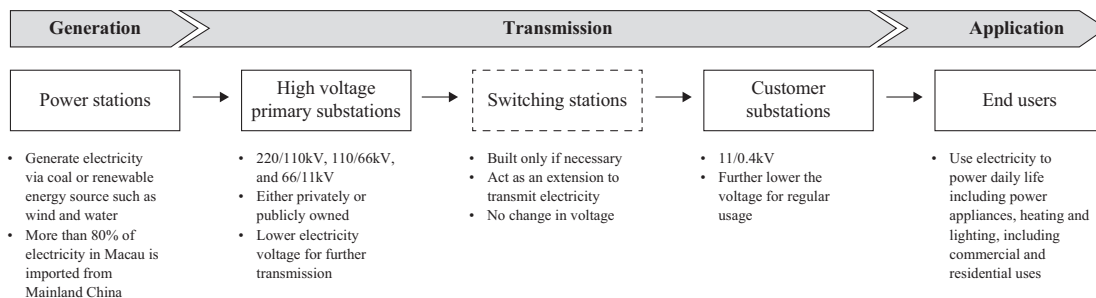 Generation
Transmission
Application
Power stations
High voltage
primary substations
Switching stations
Customer
substations
End users
• Generate electricity
via coal or renewable
energy source such as
wind and water
• More than 80% of
electricity in Macau is
imported from
Mainland China
• 220/110kV, 110/66kV,
and 66/11kV
• Either privately or
publicly owned
• Lower electricity
voltage for further
transmission
• Built only if necessary
• Act as an extension to
transmit electricity
• No change in voltage
• 11/0.4kV
• Further lower the
voltage for regular
usage
• Use electricity to
power daily life
including power
appliances, heating and
lighting, including
commercial and
residential uses